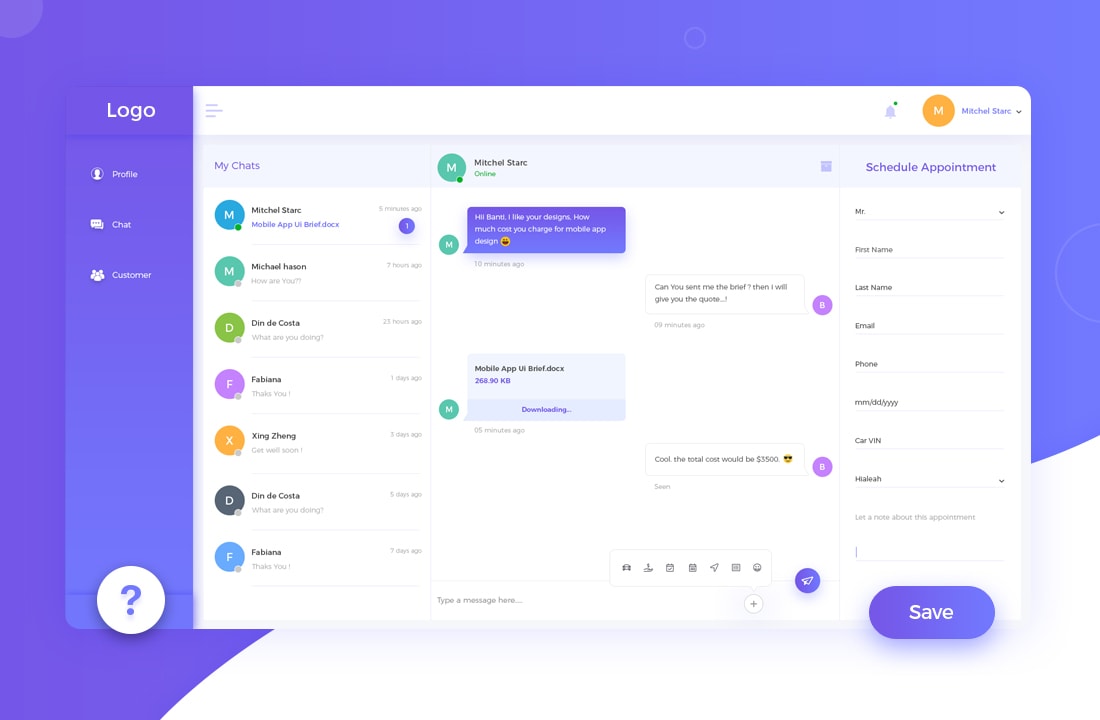 Logo
M
Mitchel Starc
Profile
Chat
Customer
?
My Chats
M
Mitchel Starc
5 minutes ago
Mobile App Ui Brief.docx
1
M
Michael hason
7 hours ago
How are You??
D
Din de Costa
23 hours ago
What are you doing?
F
Fabiana
1 days ago
Thaks You !
X
Xing Zheng
3 days ago
Get well soon !
D
Din de Costa
5 days ago
What are you doing?
F
Fabiana
7 days ago
Thaks You !
M
Mitchel Starc
Online
Hii Banti. I like your designs, How
much cost you charge for mobile app
design 😀
M
10 minutes ago
Can You sent me the brief ? then I will
give you the quote...!
B
09 minutes ago
Mobile App Ui Brief.docx
268.90 KB
Downloading...
M
05 minutes ago
Cool, the total cost would be $3500. 😎
B
Seen
Type a message here....
+
Schedule Appointment
Mr.
First Name
Last Name
Email
Phone
mm/dd/yyyy
Car VIN
Hialeah
Let a note about this appointment
Save